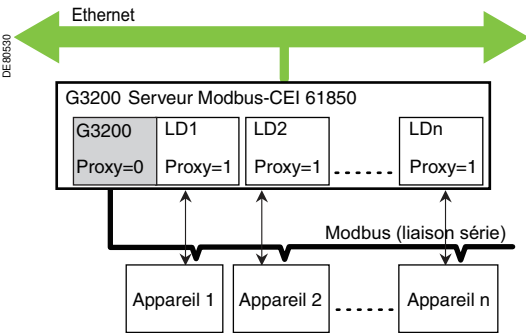 Ethernet
DE80530
G3200 Serveur Modbus-CEI 61850
G3200 LD1 LD2 LDn
Proxy=0 Proxy=1 Proxy=1 Proxy=1
Modbus (liaison série)
Appareil 1 Appareil 2 Appareil n